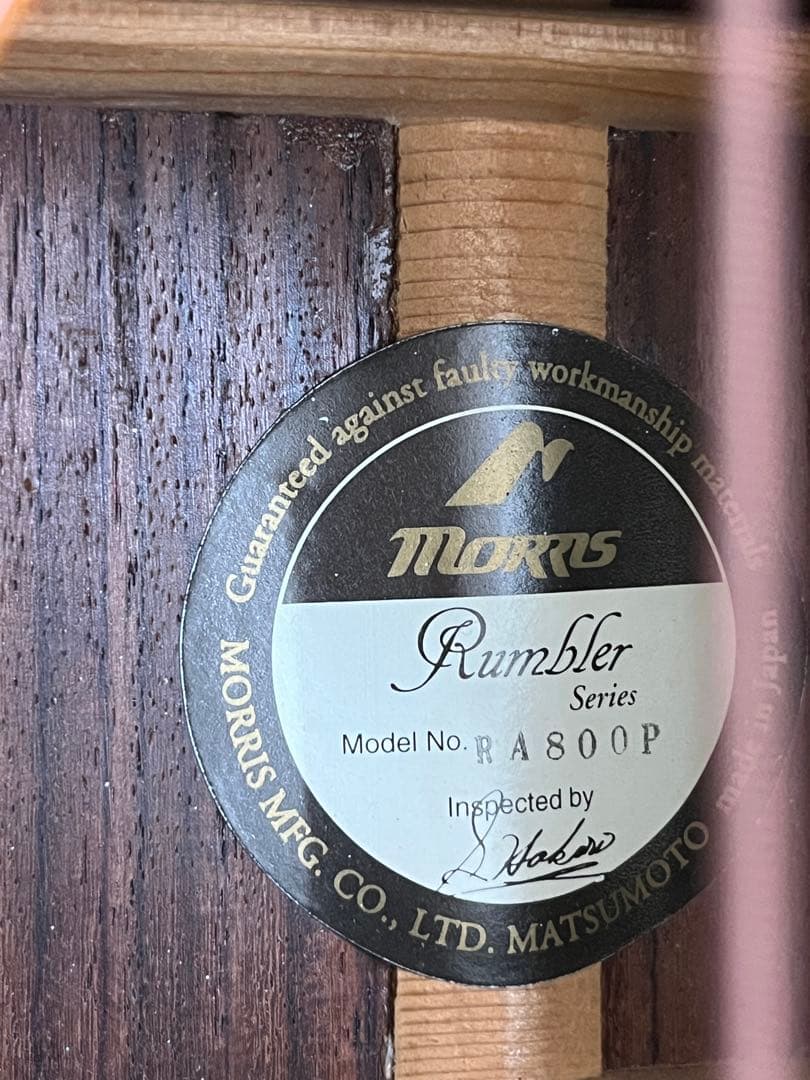 Guaranteed against faulty workmanship materials
MORRIS
Rumbler
Series
Model No. RA800P
Inspected by
MORRIS MFG. CO., LTD. MATSUMOTO
made in Japan